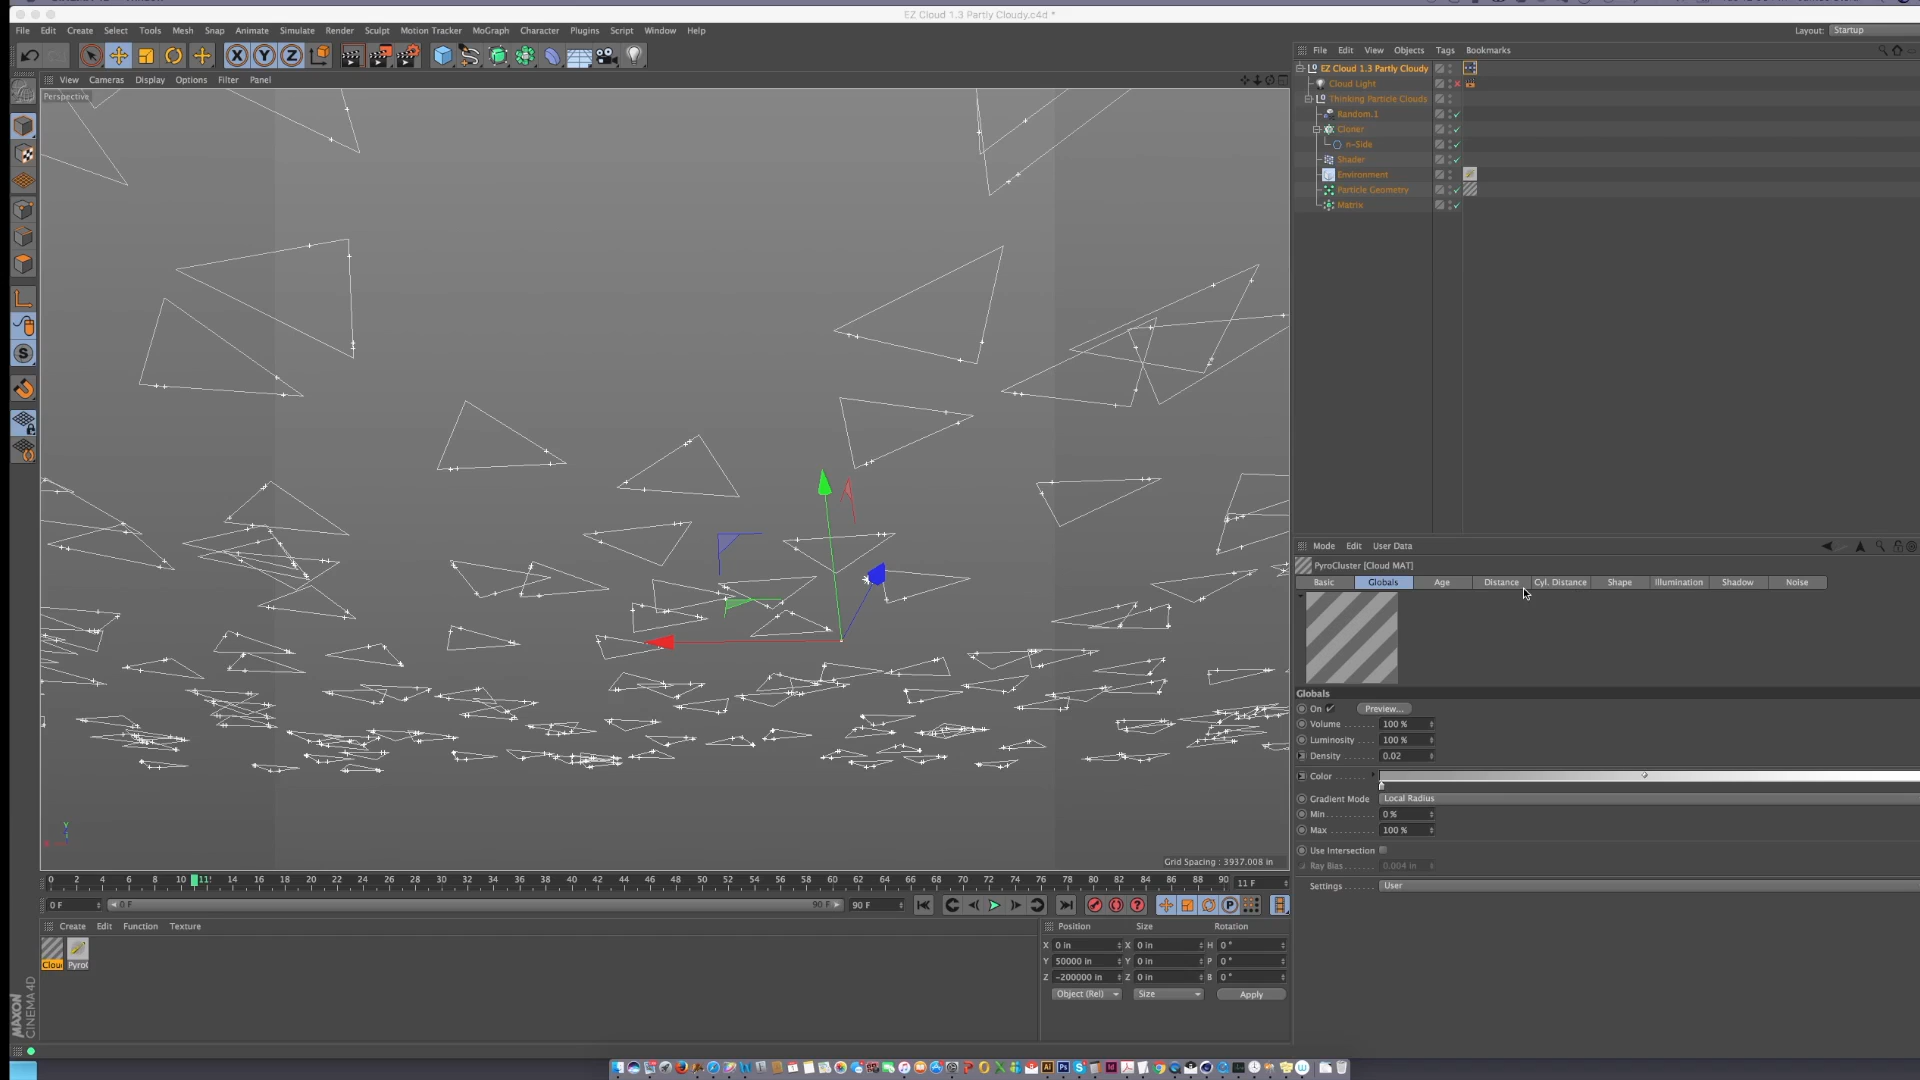 EZ Cloud 1.3 Partly Cloudy.c4d *
File Edit Create Select Tools Mesh Snap Animate Simulate Render Sculpt Motion Tracker MoGraph Character Plugins Script Window Help
Layout: Startup
View Cameras Display Options Filter Panel
Perspective
Grid Spacing : 3937.008 in
File Edit View Objects Tags Bookmarks
EZ Cloud 1.3 Partly Cloudy
Cloud Light
Thinking Particle Clouds
Random.1
Cloner
n-Side
Shader
Environment
Particle Geometry
Matrix
Mode Edit User Data
PyroCluster [Cloud MAT]
Basic Globals Age Distance Cyl. Distance Shape Illumination Shadow Noise
Globals
On Preview...
Volume 100 %
Luminosity 100 %
Density 0.02
Color
Gradient Mode Local Radius
Min 0 %
Max 100 %
Use Intersection
Ray Bias 0.004 in
Settings User
0 2 4 6 8 10 11 14 16 18 20 22 24 26 28 30 32 34 36 38 40 42 44 46 48 50 52 54 56 58 60 62 64 66 68 70 72 74 76 78 80 82 84 86 88 90 11 F
0 F 0 F 90 F 90 F
Create Edit Function Texture
Clou Pyro
Position Size Rotation
X 0 in X 0 in H 0 °
Y 50000 in Y 0 in P 0 °
Z -200000 in Z 0 in B 0 °
Object (Rel) Size Apply
MAXON
CINEMA 4D